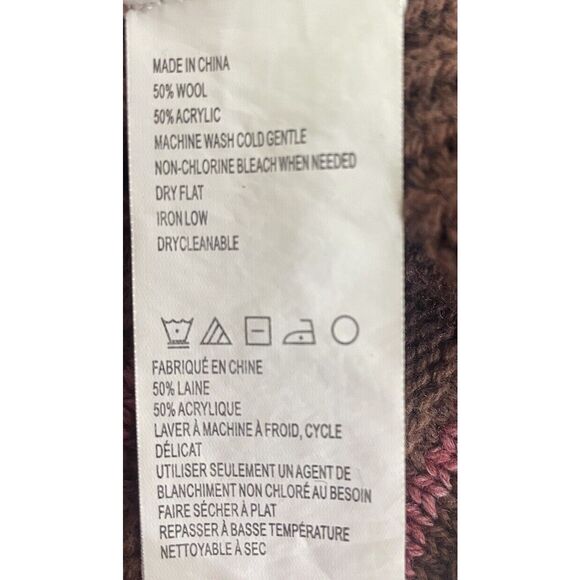 MADE IN CHINA
50% WOOL
50% ACRYLIC
MACHINE WASH COLD GENTLE
NON-CHLORINE BLEACH WHEN NEEDED
DRY FLAT
IRON LOW
DRYCLEANABLE
FABRIQUÉ EN CHINE
50% LAINE
50% ACRYLIQUE
LAVER À MACHINE À FROID, CYCLE
DÉLICAT
UTILISER SEULEMENT UN AGENT DE
BLANCHIMENT NON CHLORÉ AU BESOIN
FAIRE SÉCHER À PLAT
REPASSER À BASSE TEMPÉRATURE
NETTOYABLE À SEC